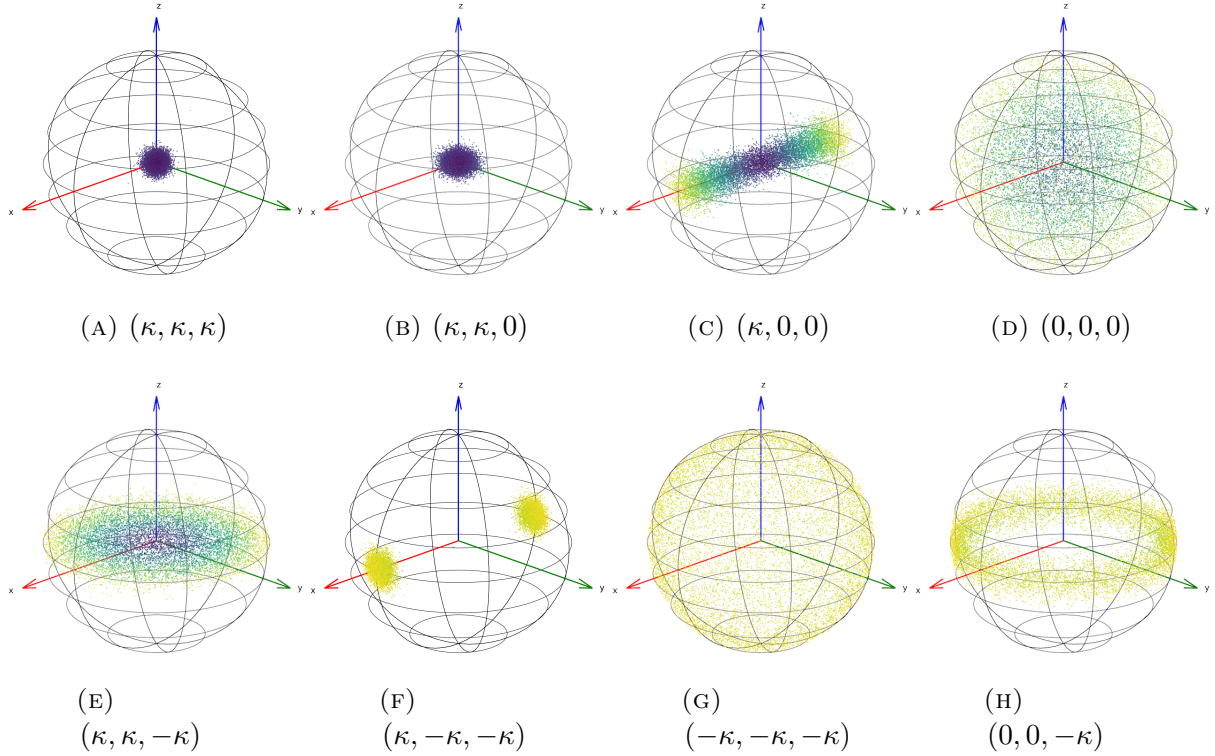 z z z z
x y x y x y x y
(A) (κ, κ, κ) (B) (κ, κ, 0) (C) (κ, 0, 0) (D) (0, 0, 0)
z z z z
x y x y x y x y
(E) (F) (G) (H)
(κ, κ, −κ) (κ, −κ, −κ) (−κ, −κ, −κ) (0, 0, −κ)